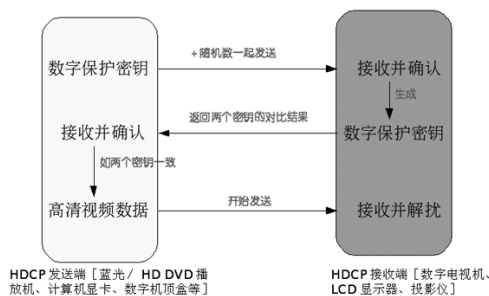 数字保护密钥
+随机数一起发送
接收并确认
生成
接收并确认
返回两个密钥的对比结果
数字保护密钥
如两个密钥一致
高清视频数据
开始发送
接收并解扰
HDCP 发送端［蓝光/ HD DVD 播
放机、计算机显卡、数字机顶盒等］
HDCP 接收端［数字电视机、
LCD 显示器、投影仪］